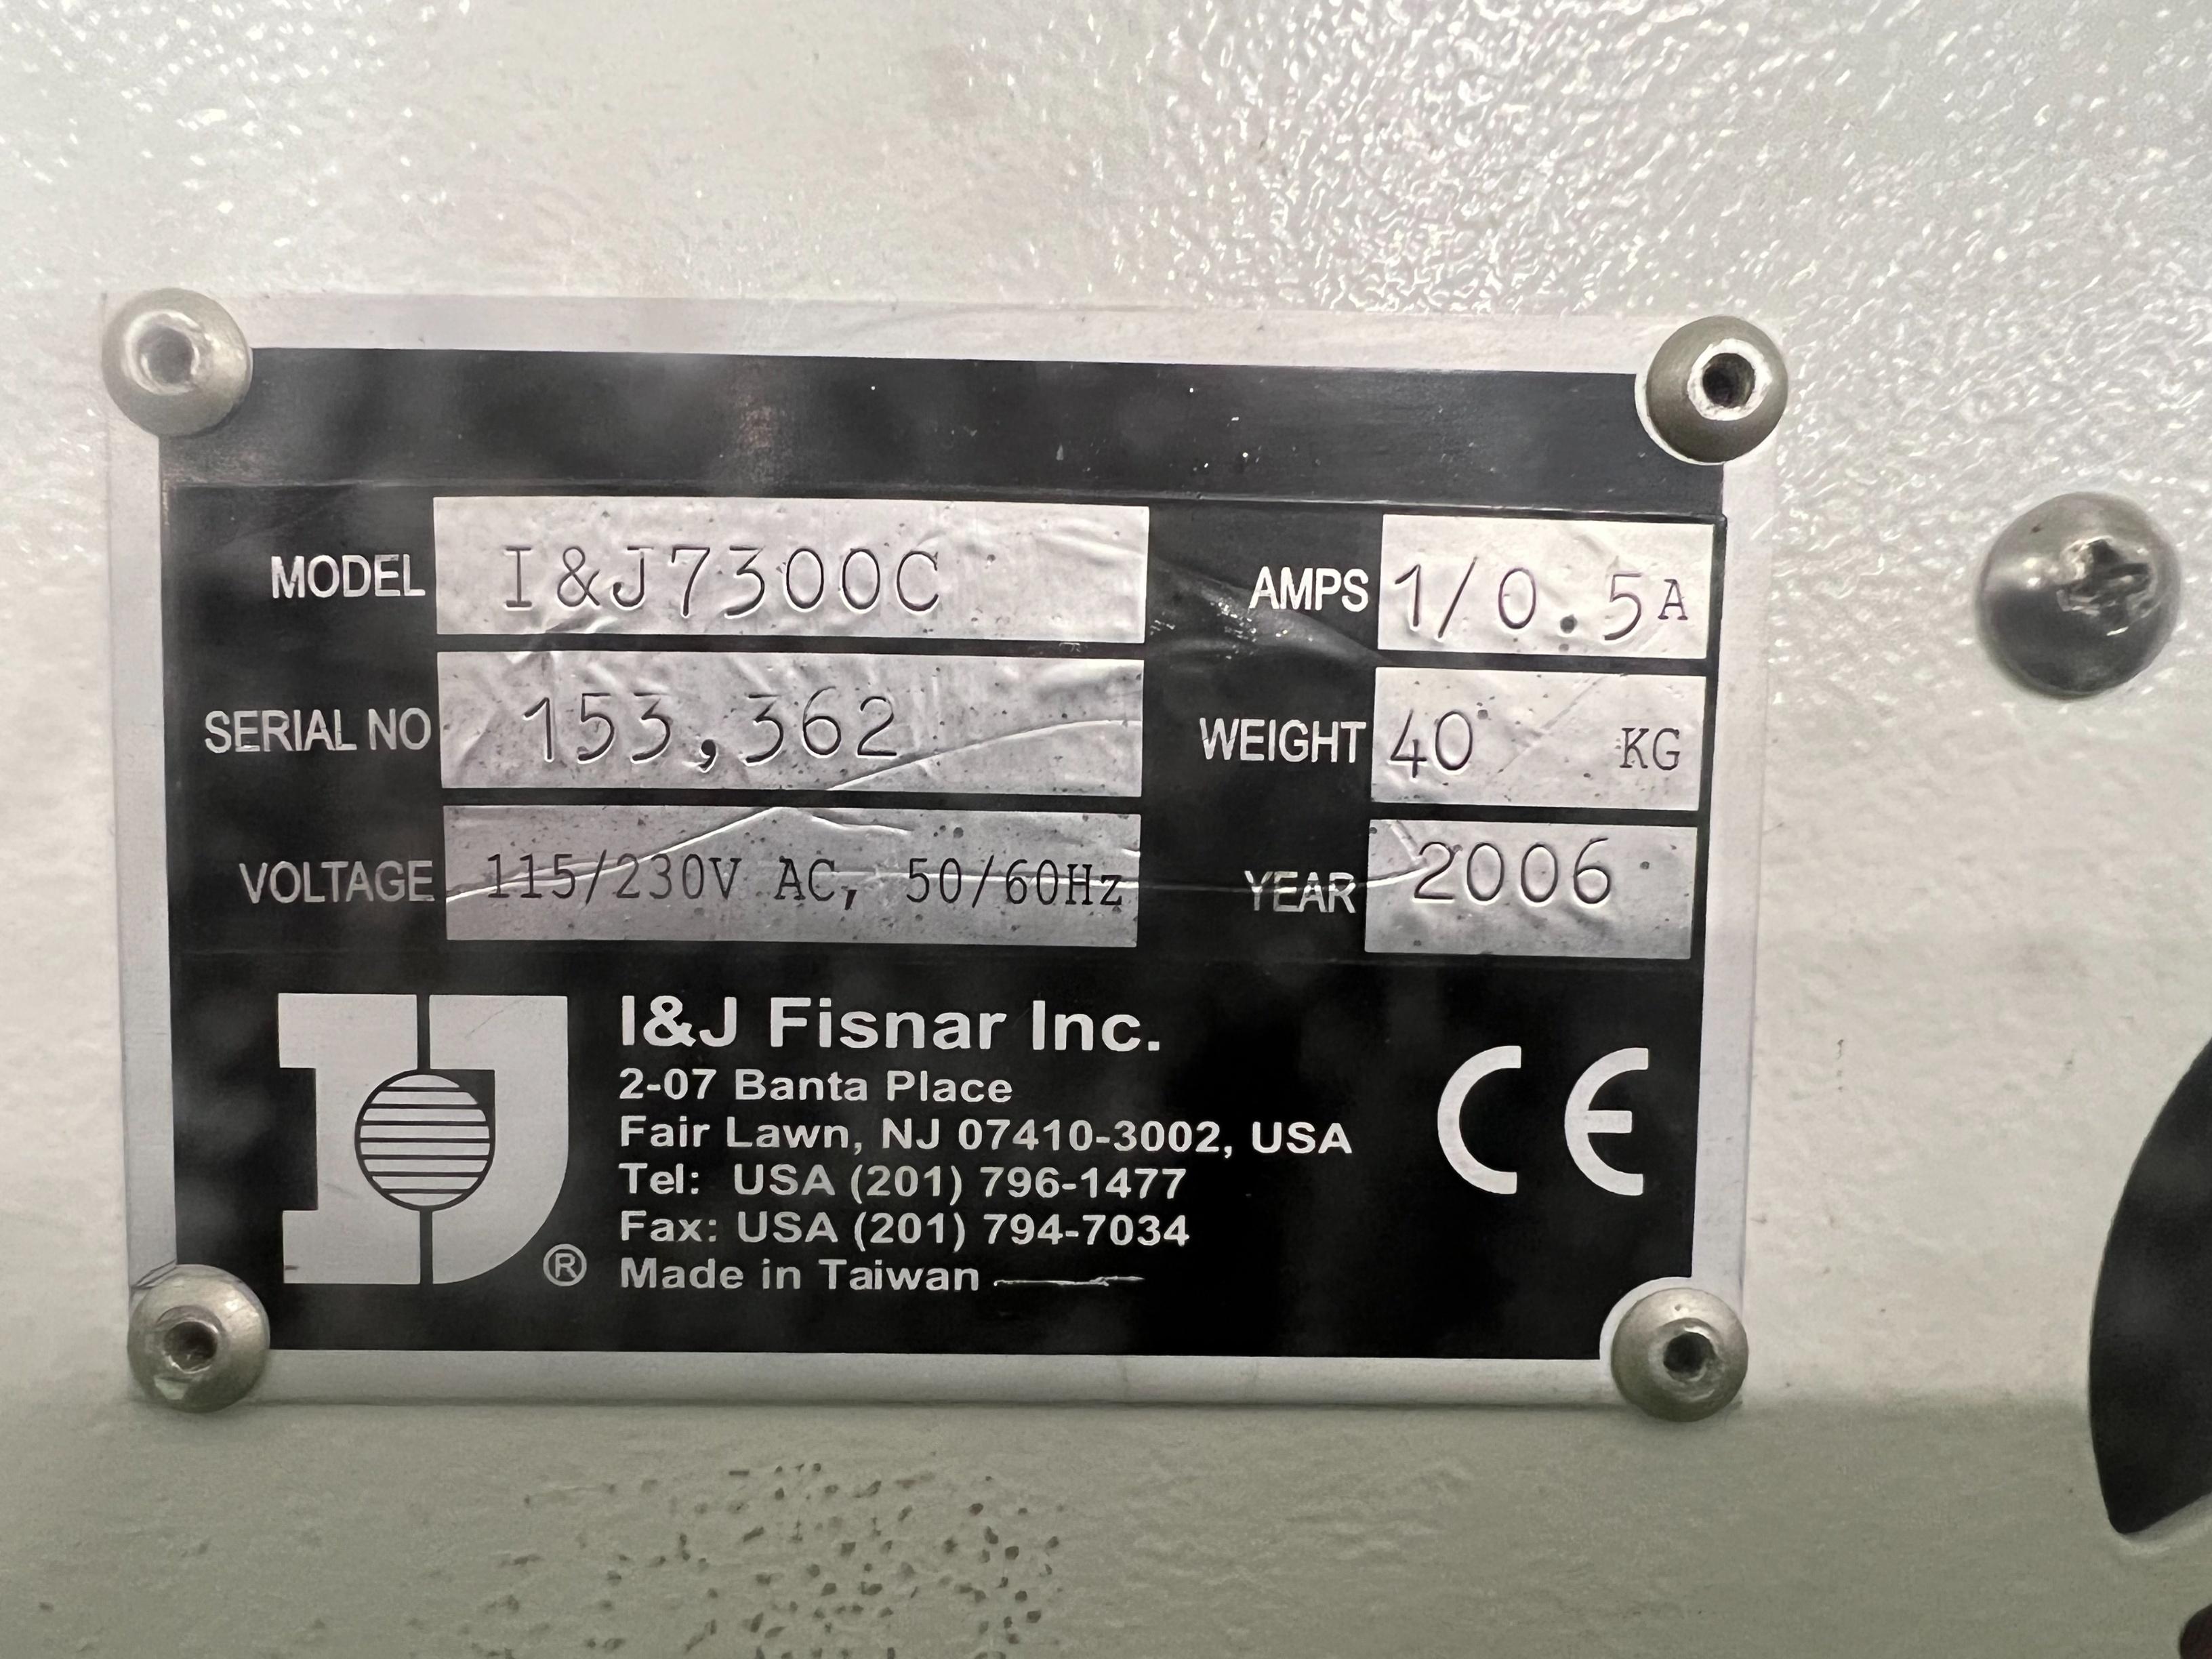 MODEL I&J7300C AMPS 1/0.5A
SERIAL NO 153,362 WEIGHT 40 KG
VOLTAGE 115/230V AC, 50/60Hz YEAR 2006
IJ ®
I&J Fisnar Inc.
2-07 Banta Place
Fair Lawn, NJ 07410-3002, USA
Tel: USA (201) 796-1477
Fax: USA (201) 794-7034
Made in Taiwan
CE